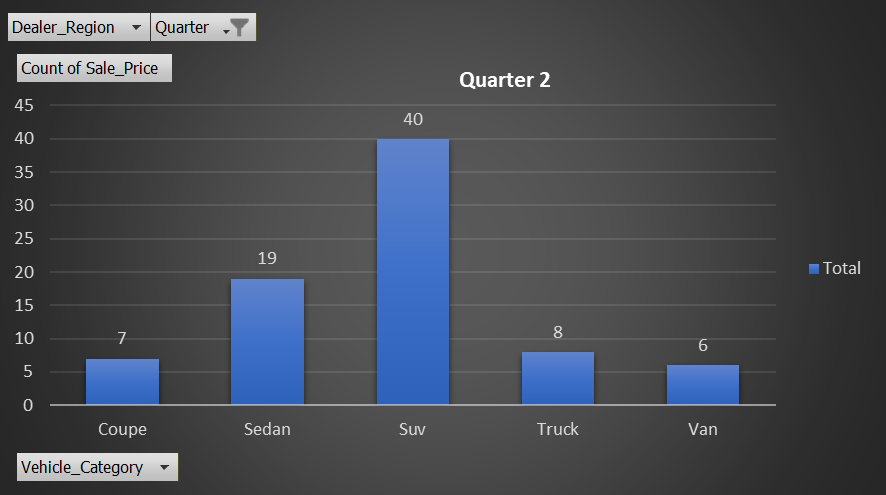 Dealer_Region Quarter
Count of Sale_Price
Quarter 2
45
40
35
30
25
20
15
10
5
0
7
19
40
8
6
Coupe Sedan Suv Truck Van
Total
Vehicle_Category